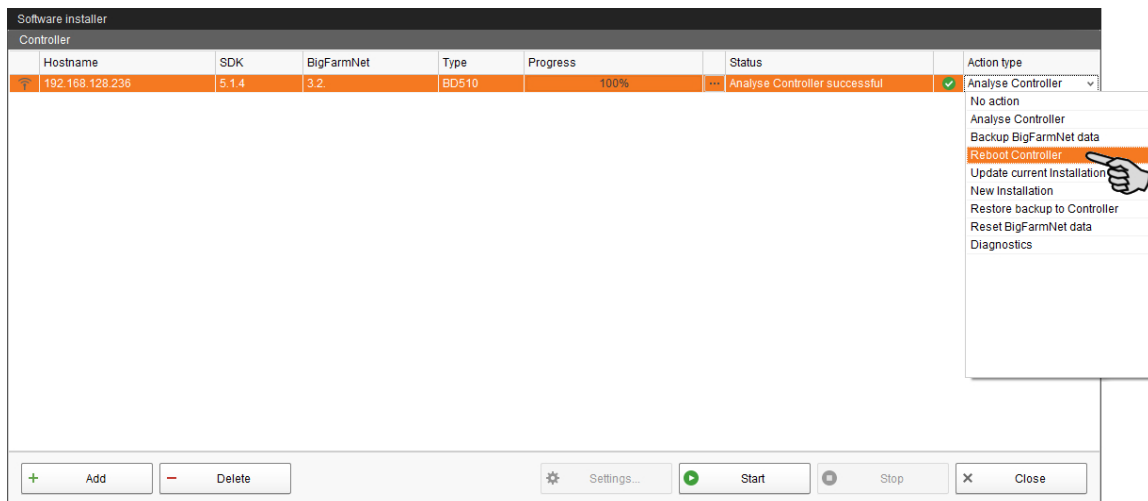 Software installer
Controller
Hostname SDK BigFarmNet Type Progress Status Action type
192.168.128.236 5.1.4 3.2. BD510 100% ... Analyse Controller successful Analyse Controller
No action
Analyse Controller
Backup BigFarmNet data
Reboot Controller
Update current Installation
New Installation
Restore backup to Controller
Reset BigFarmNet data
Diagnostics
Add Delete Settings... Start Stop Close